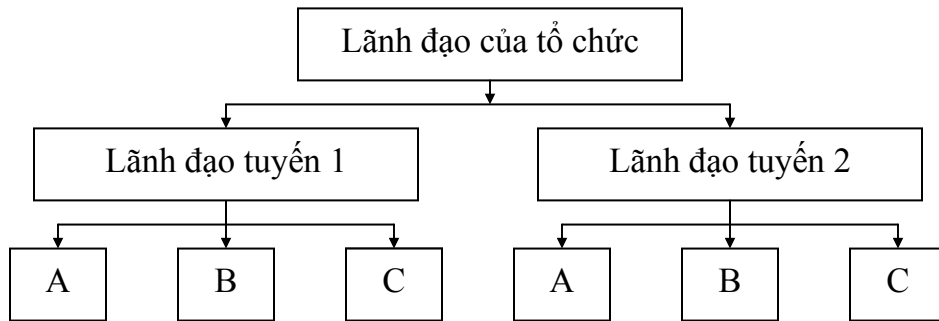 Lãnh đạo của tổ chức
Lãnh đạo tuyến 1
Lãnh đạo tuyến 2
A
B
C
A
B
C